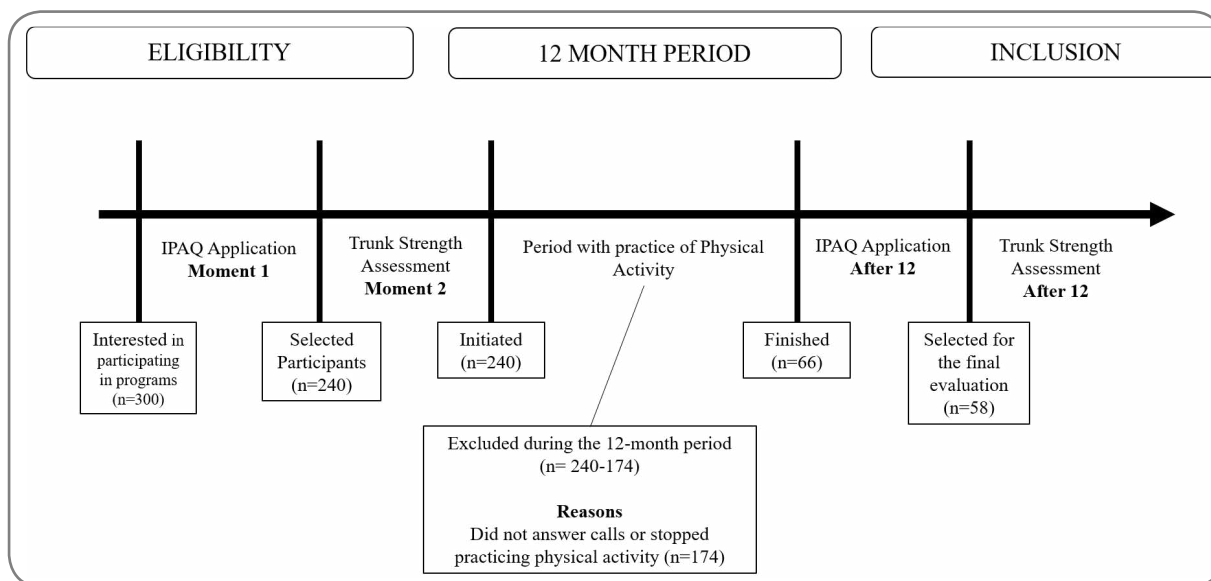 ELIGIBILITY
12 MONTH PERIOD
INCLUSION
IPAQ Application
Moment 1
Trunk Strength
Assessment
Moment 2
Period with practice of Physical
Activity
IPAQ Application
After 12
Trunk Strength
Assessment
After 12
Interested in
participating
in programs
(n=300)
Selected
Participants
(n=240)
Initiated
(n=240)
Finished
(n=66)
Selected for
the final
evaluation
(n=58)
Excluded during the 12-month period
(n= 240-174)
Reasons
Did not answer calls or stopped
practicing physical activity (n=174)